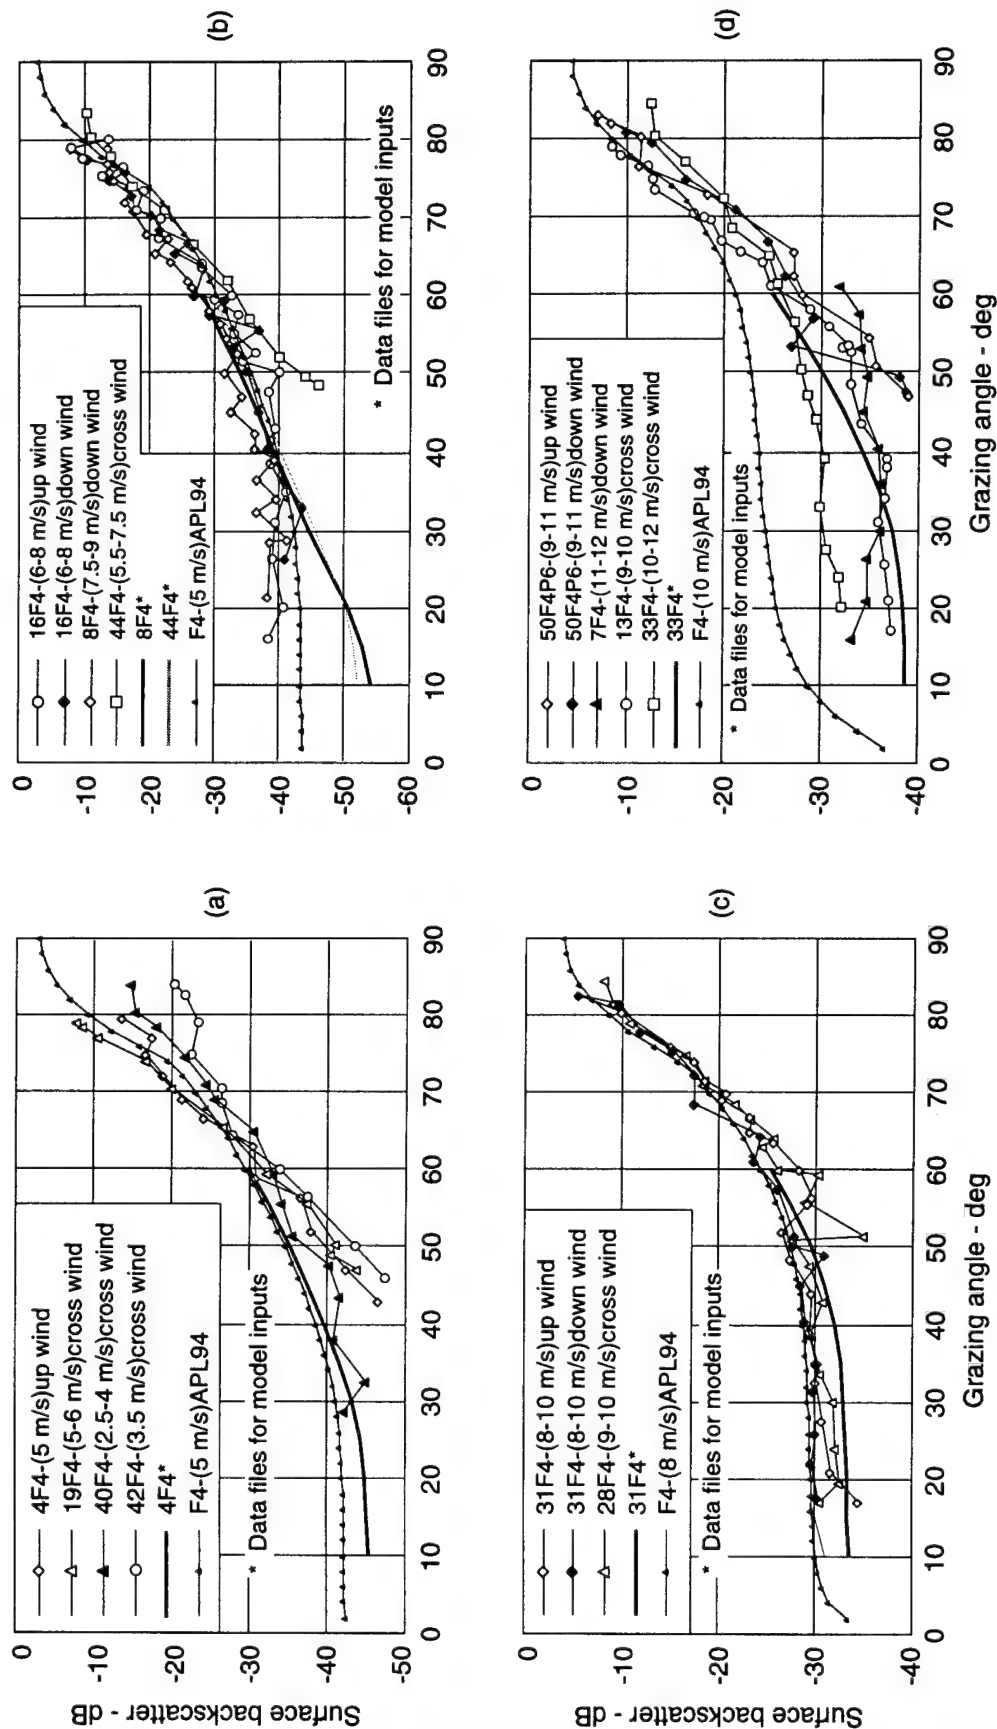 (a)
Surface backscatter - dB
0
-10
-20
-30
-40
-50
4F4-(5 m/s)up wind
19F4-(5-6 m/s)cross wind
40F4-(2.5-4 m/s)cross wind
42F4-(3.5 m/s)cross wind
4F4*
F4-(5 m/s)APL94
* Data files for model inputs
0 10 20 30 40 50 60 70 80 90
(b)
0
-10
-20
-30
-40
-50
-60
16F4-(6-8 m/s)up wind
16F4-(6-8 m/s)down wind
8F4-(7.5-9 m/s)down wind
44F4-(5.5-7.5 m/s)cross wind
8F4*
44F4*
F4-(5 m/s)APL94
* Data files for model inputs
0 10 20 30 40 50 60 70 80 90
(c)
Surface backscatter - dB
0
-10
-20
-30
-40
31F4-(8-10 m/s)up wind
31F4-(8-10 m/s)down wind
28F4-(9-10 m/s)cross wind
31F4*
F4-(8 m/s)APL94
* Data files for model inputs
0 10 20 30 40 50 60 70 80 90
Grazing angle - deg
(d)
0
-10
-20
-30
-40
50F4P6-(9-11 m/s)up wind
50F4P6-(9-11 m/s)down wind
7F4-(11-12 m/s)down wind
13F4-(9-10 m/s)cross wind
33F4-(10-12 m/s)cross wind
33F4*
F4-(10 m/s)APL94
* Data files for model inputs
0 10 20 30 40 50 60 70 80 90
Grazing angle - deg